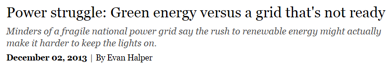 Power struggle: Green energy versus a grid that's not ready
Minders of a fragile national power grid say the rush to renewable energy might actually
make it harder to keep the lights on.
December 02, 2013 | By Evan Halper